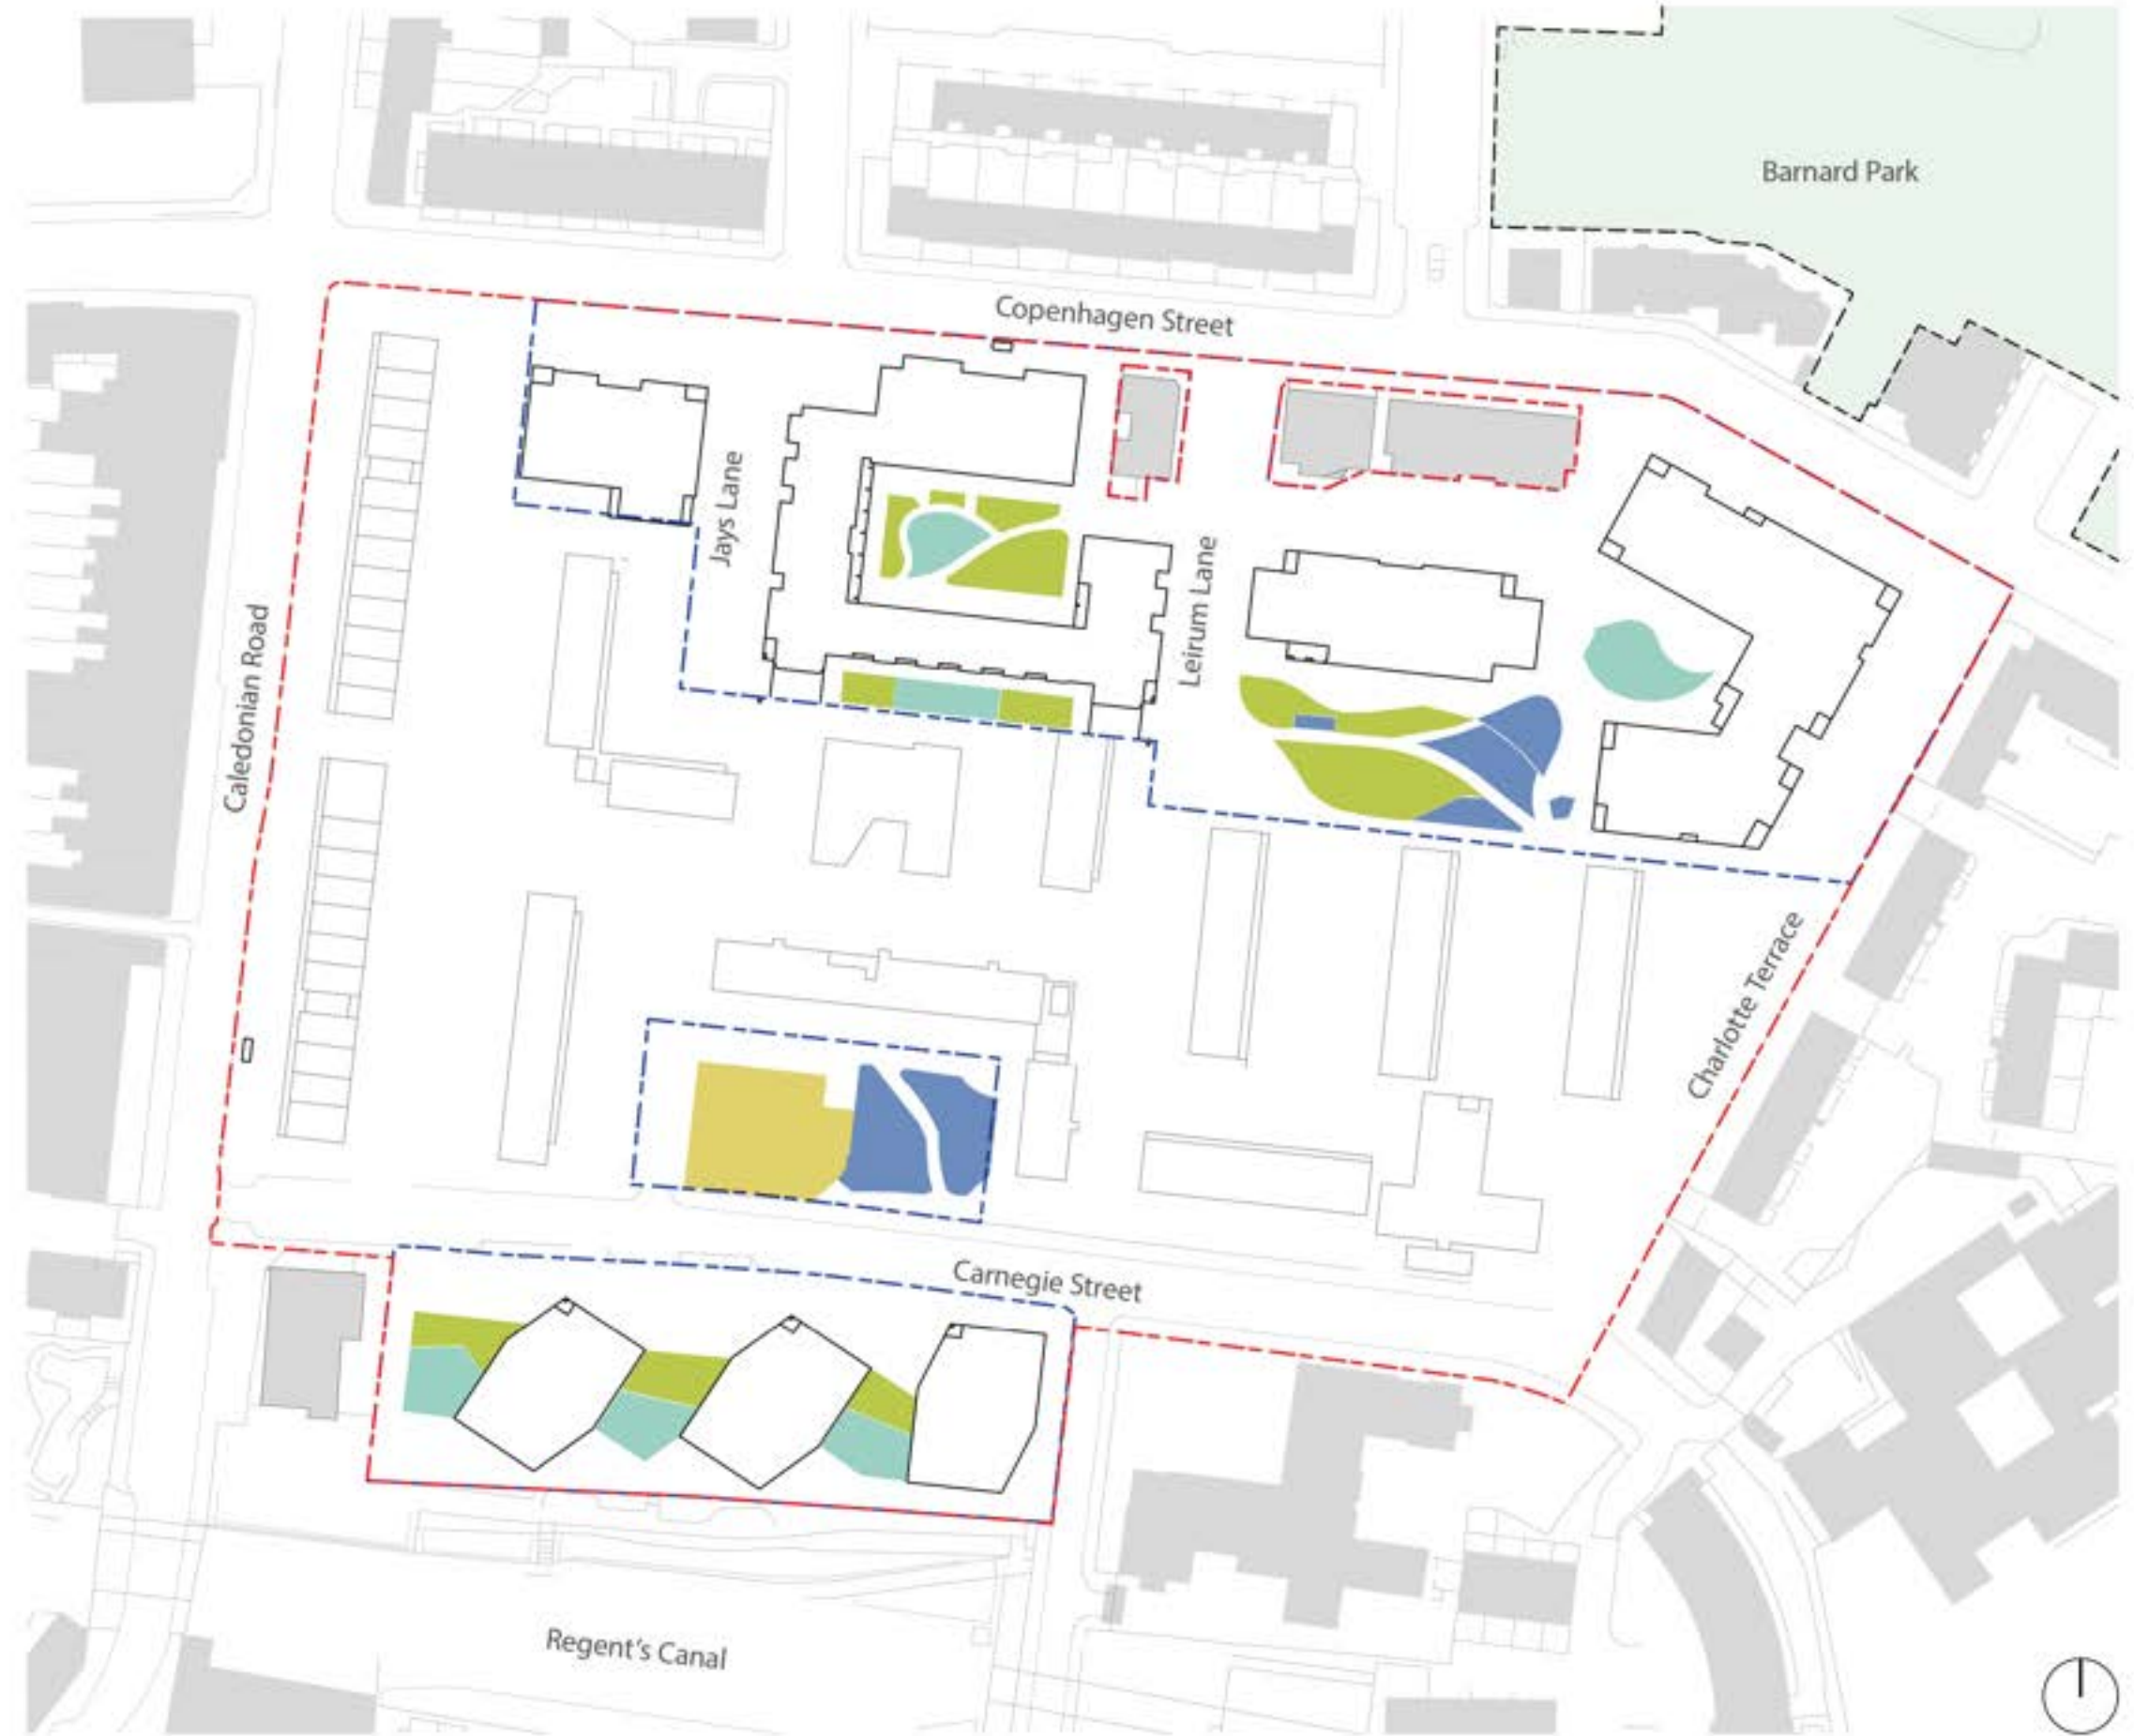 Barnard Park
Copenhagen Street
Jays Lane
Leirum Lane
Caledonian Road
Charlotte Terrace
Carnegie Street
Regent's Canal